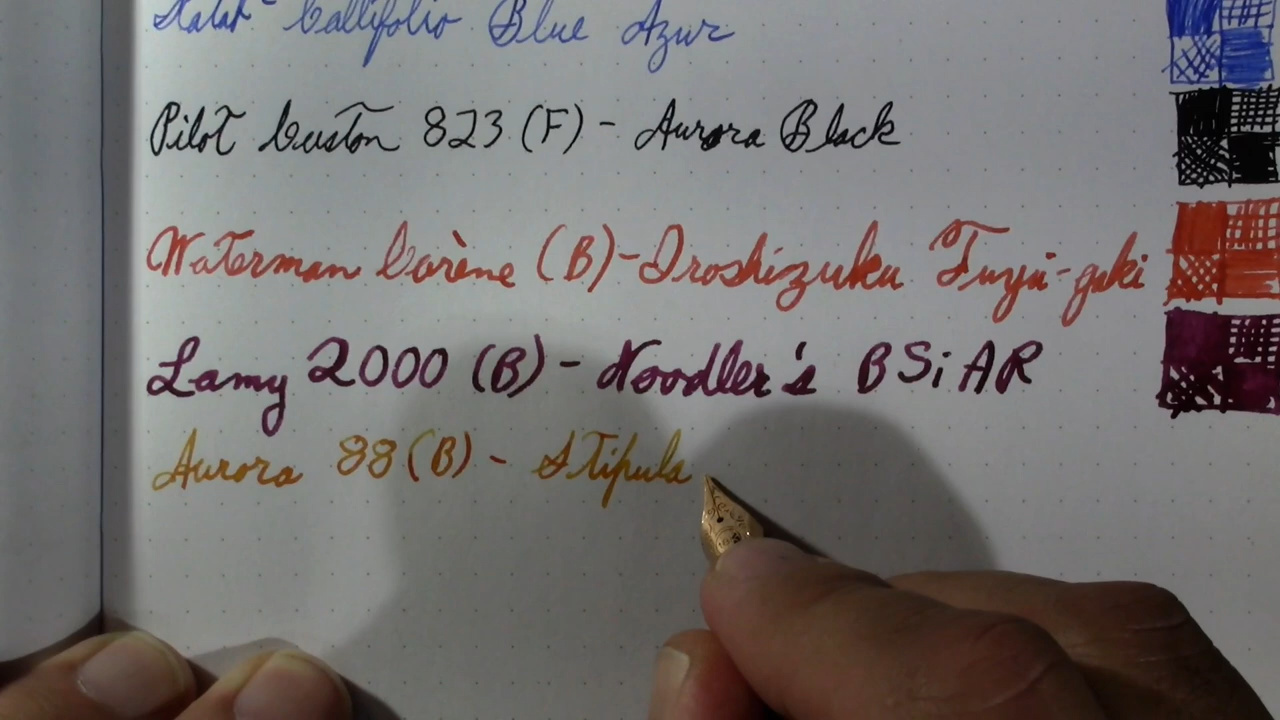 Callifolio Blue Azur
Pilot Custom 823 (F) - Aurora Black
Waterman Carène (B) - Iroshizuku Fuyu-gaki
Lamy 2000 (B) - Noodler's BSiAR
Aurora 88 (B) - Stipula